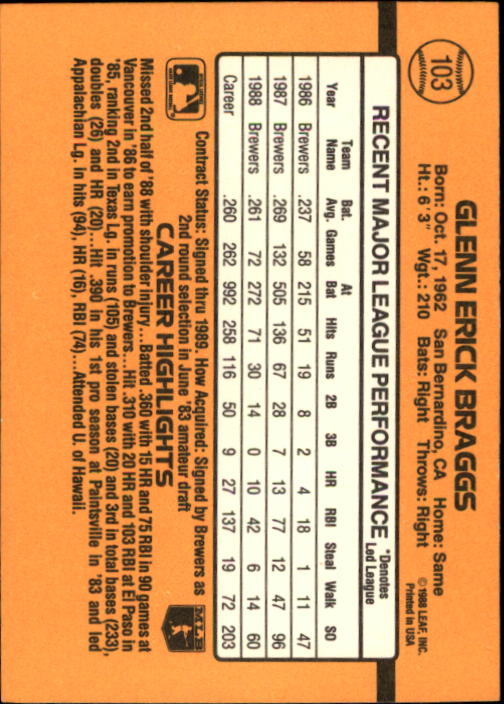 103
GLENN ERICK BRAGGS
Born: Oct. 17, 1962 San Bernardino, CA Home: Same
Ht.: 6'3" Wgt.: 210 Bats: Right Throws: Right
©1988 LEAF, INC.
Printed in USA
RECENT MAJOR LEAGUE PERFORMANCE *Denotes Led League
Year Team Name Bat. Avg. Games At Bat Hits Runs 2B 3B HR RBI Steal Walk SO
1986 Brewers .237 58 215 51 19 8 2 4 18 1 11 47
1987 Brewers .269 132 505 136 67 28 7 13 77 12 47 96
1988 Brewers .261 72 272 71 30 14 0 10 42 6 14 60
Career .260 262 992 258 116 50 9 27 137 19 72 203
Contract Status: Signed thru 1989. How Acquired: Signed by Brewers as
2nd round selection in June '83 amateur draft
CAREER HIGHLIGHTS
MLB
Missed 2nd half of '88 with shoulder injury...Batted .360 with 15 HR and 75 RBI in 90 games at
Vancouver in '86 to earn promotion to Brewers...Hit .310 with 20 HR and 103 RBI at El Paso in
'85, ranking 2nd in Texas Lg. in runs (105) and stolen bases (20) and 3rd in total bases (233),
doubles (26) and HR (20)...Hit .390 in his 1st pro season at Paintsville in '83 and led
Appalachian Lg. in hits (94), HR (16), RBI (74)...Attended U. of Hawaii.